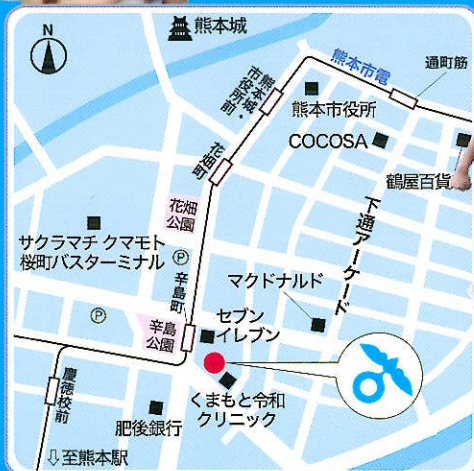 N
熊本城
熊本市電
通町筋
熊本城・
市役所前
熊本市役所
花畑町
COCOSA
鶴屋百貨
花畑
公園
下通アーケード
サクラマチ クマモト
桜町バスターミナル
P
辛島町
マクドナルド
P
セブン
イレブン
辛島
公園
くまもと令和
クリニック
慶徳校前
肥後銀行
⇩至熊本駅